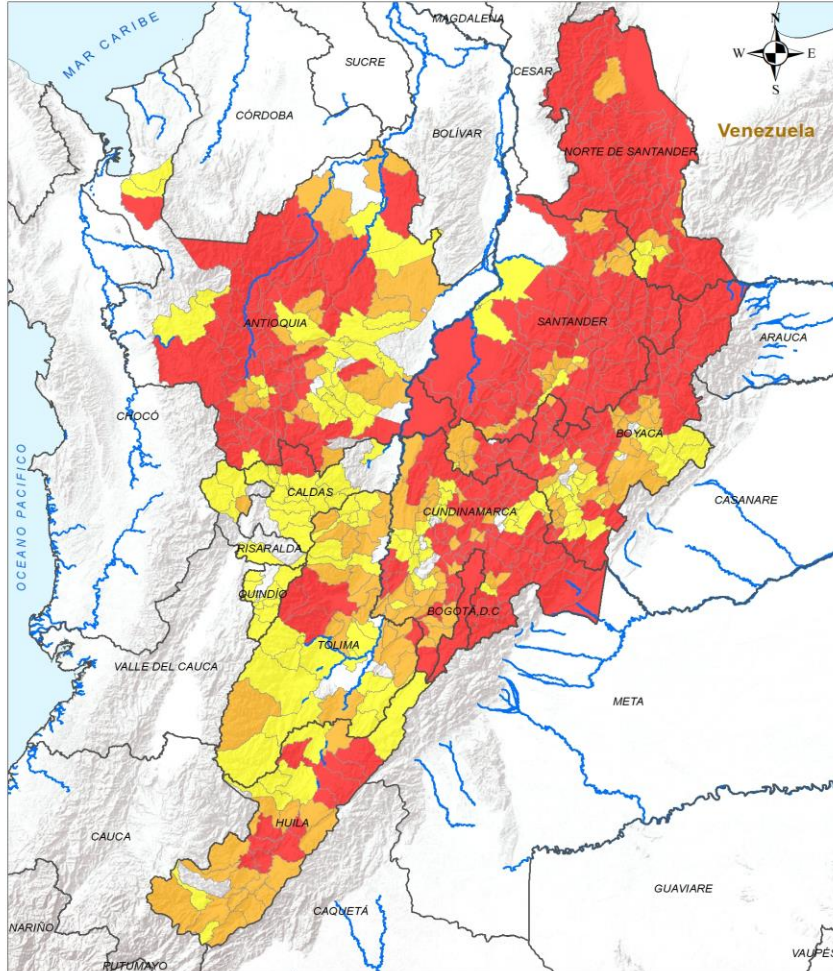 MAGDALENA
MAR CARIBE
SUCRE
CESAR
N
W E
S
CÓRDOBA
BOLÍVAR
Venezuela
NORTE DE SANTANDER
ANTIOQUIA
SANTANDER
ARAUCA
CHOCÓ
BOYACÁ
OCEANO PACIFICO
CALDAS
CUNDINAMARCA
CASANARE
RISARALDA
QUINDÍO
BOGOTÁ, D.C
TOLIMA
VALLE DEL CAUCA
META
HUILA
CAUCA
GUAVIARE
CAQUETÁ
NARIÑO
VAUPÉS
PUTUMAYO